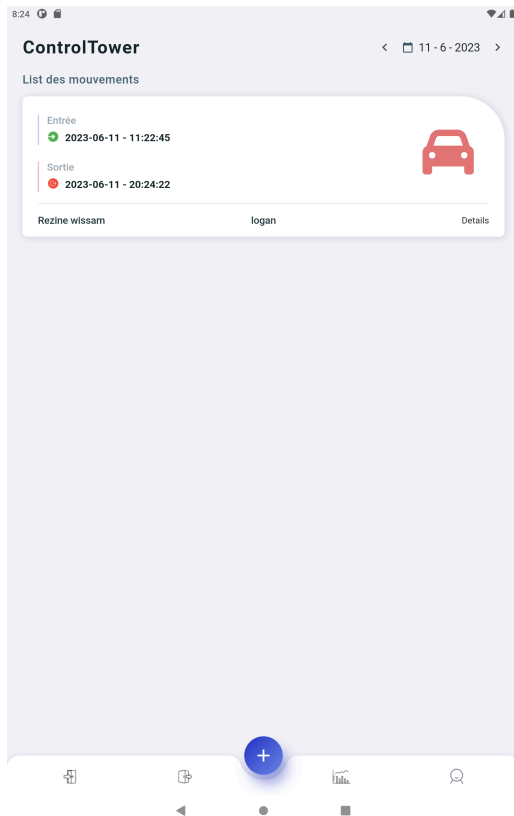 8:24
ControlTower
11 - 6 - 2023
List des mouvements
Entrée
2023-06-11 - 11:22:45
Sortie
2023-06-11 - 20:24:22
Rezine wissam logan Details